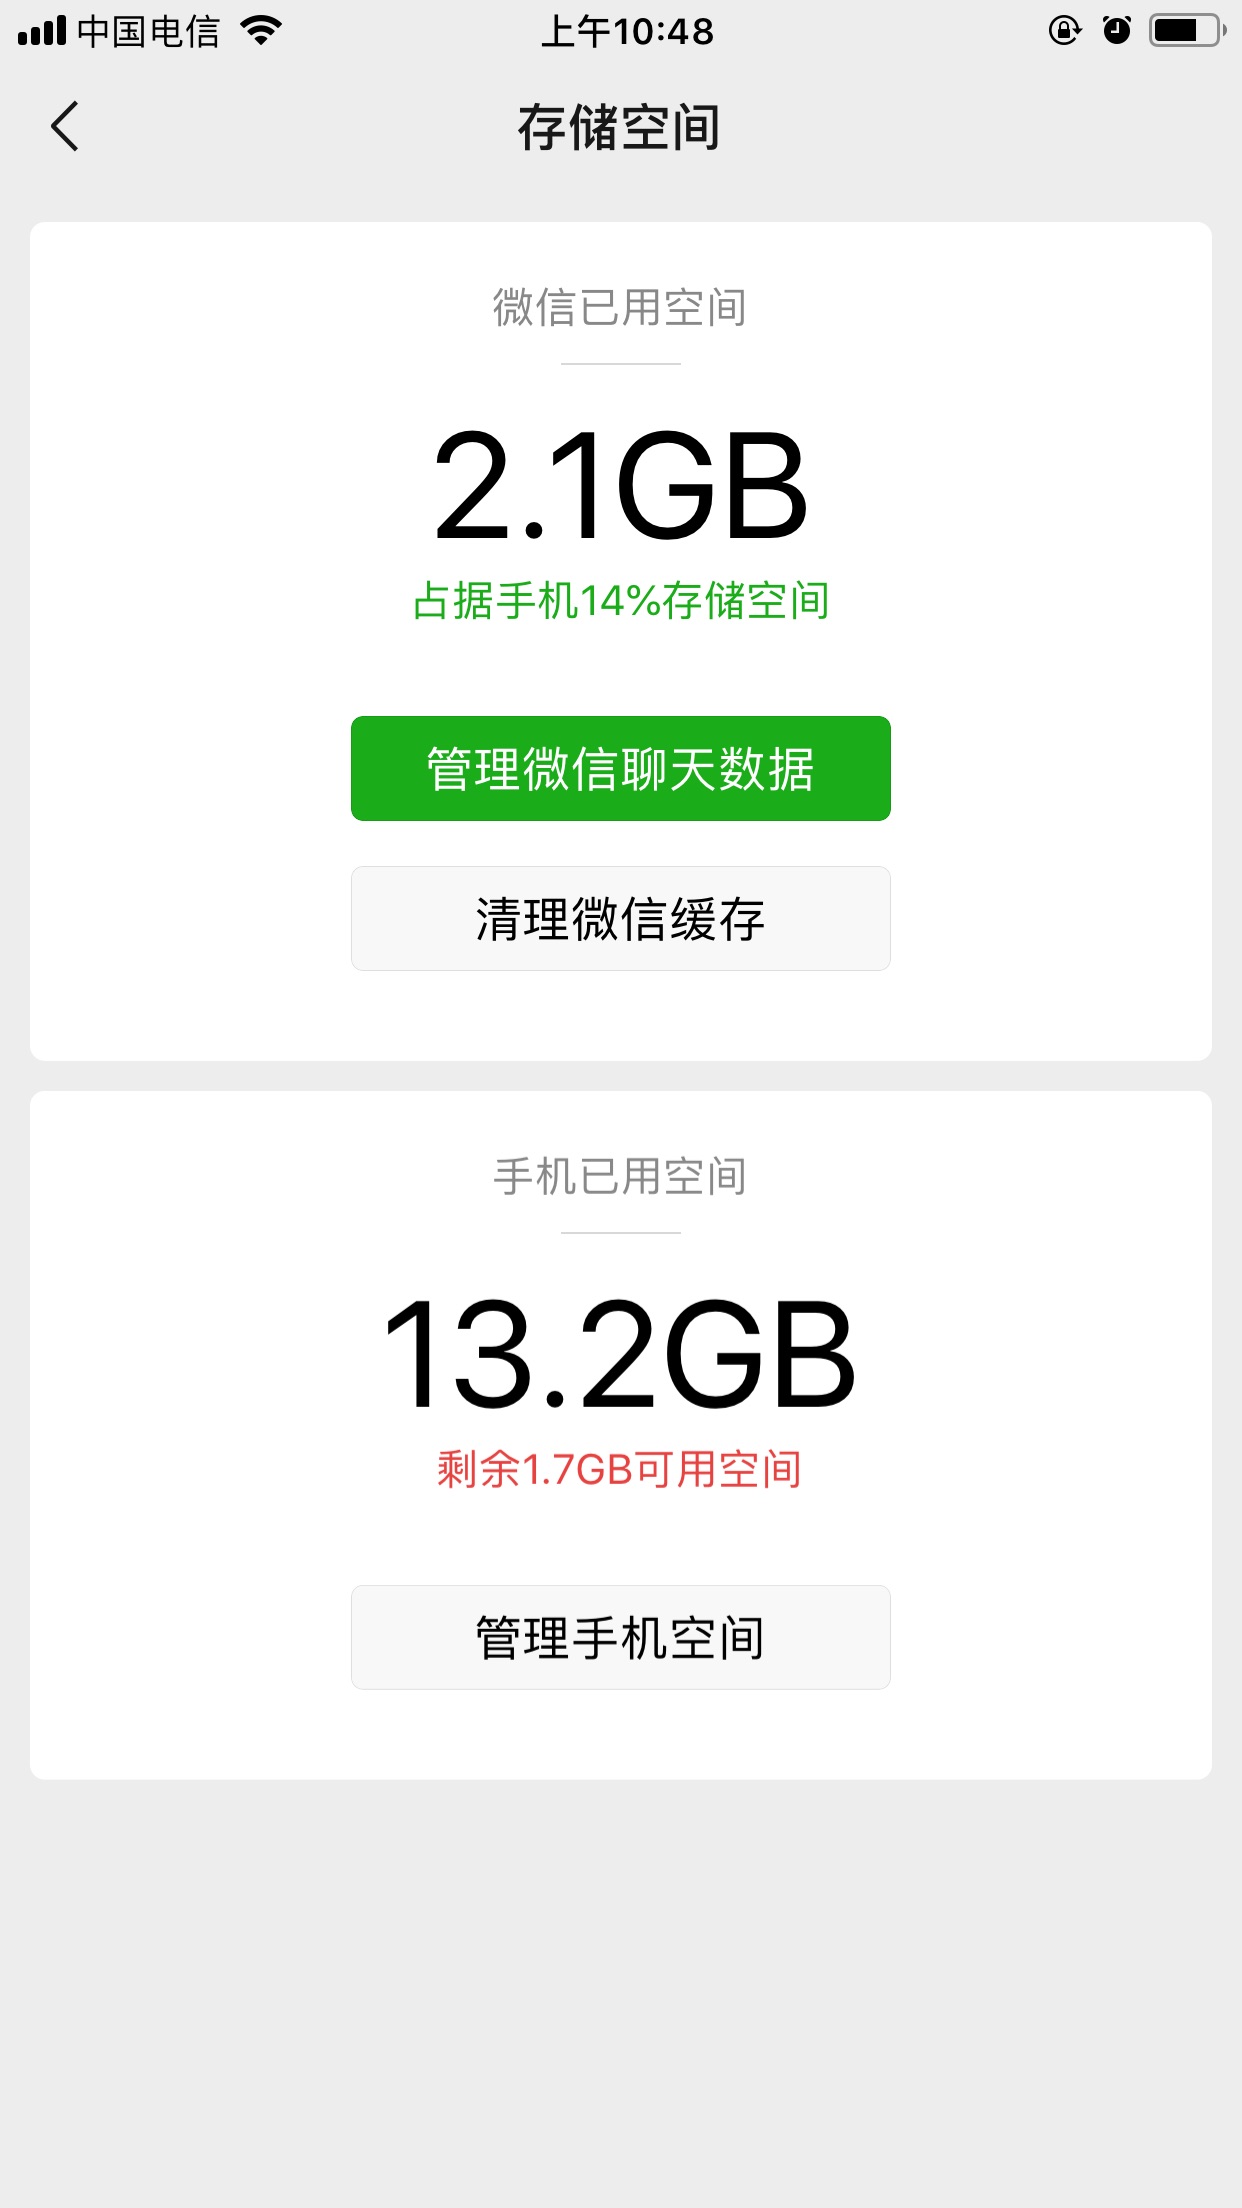 中国电信
上午10:48
存储空间
微信已用空间
2.1GB
占据手机14%存储空间
管理微信聊天数据
清理微信缓存
手机已用空间
13.2GB
剩余1.7GB可用空间
管理手机空间